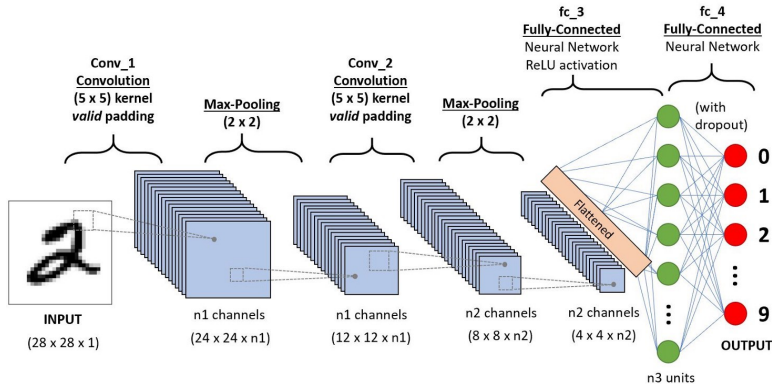 fc_3
Fully-Connected
Neural Network
ReLU activation
fc_4
Fully-Connected
Neural Network
Conv_1
Convolution
(5 x 5) kernel
valid padding
Max-Pooling
(2 x 2)
Conv_2
Convolution
(5 x 5) kernel
valid padding
Max-Pooling
(2 x 2)
(with
dropout)
Flattened
0
1
2
9
2
INPUT
(28 x 28 x 1)
n1 channels
(24 x 24 x n1)
n1 channels
(12 x 12 x n1)
n2 channels
(8 x 8 x n2)
n2 channels
(4 x 4 x n2)
OUTPUT
n3 units